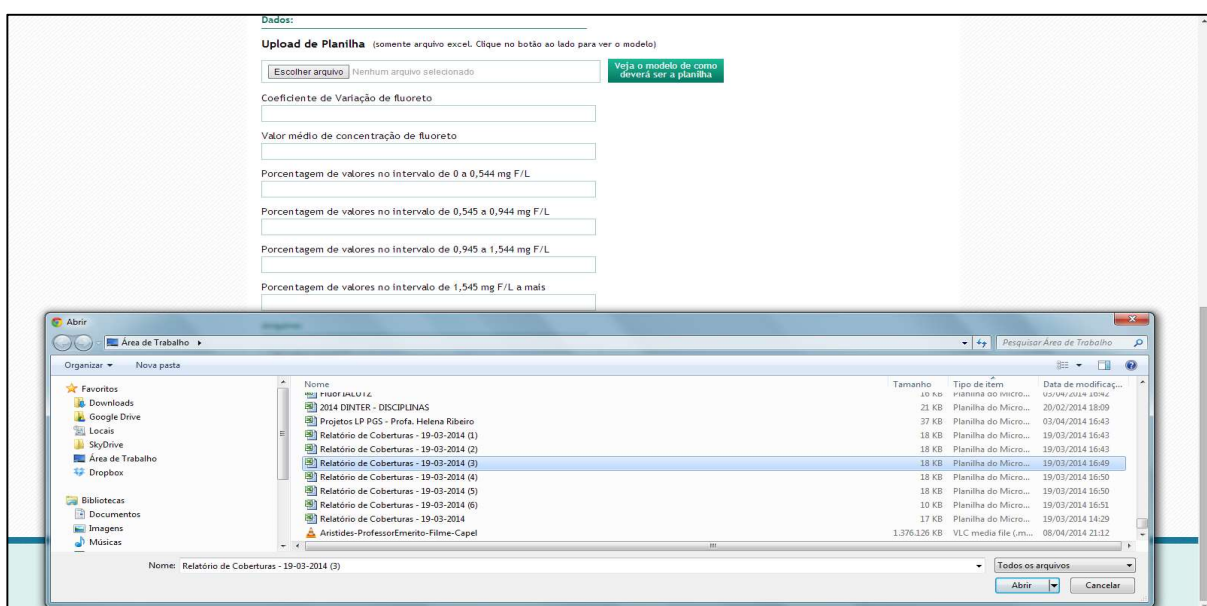 Dados:
Upload de Planilha (somente arquivo excel. Clique no botão ao lado para ver o modelo)
Escolher arquivo Nenhum arquivo selecionado
Veja o modelo de como
deverá ser a planilha
Coeficiente de Variação de fluoreto
Valor médio de concentração de fluoreto
Porcentagem de valores no intervalo de 0 a 0,544 mg F/L
Porcentagem de valores no intervalo de 0,545 a 0,944 mg F/L
Porcentagem de valores no intervalo de 0,945 a 1,544 mg F/L
Porcentagem de valores no intervalo de 1,545 mg F/L a mais
Abrir
Área de Trabalho
Pesquisar Área de Trabalho
Organizar Nova pasta
Favoritos
Downloads
Google Drive
Locais
SkyDrive
Área de Trabalho
Dropbox
Bibliotecas
Documentos
Imagens
Músicas
Nome Tamanho Tipo de item Data de modificaç...
Fluor IALUTZ 16 KB Planilha do Micro... 03/04/2014 16:42
2014 DINTER - DISCIPLINAS 21 KB Planilha do Micro... 20/02/2014 18:09
Projetos LP PGS - Profa. Helena Ribeiro 37 KB Planilha do Micro... 03/04/2014 16:43
Relatório de Coberturas - 19-03-2014 (1) 18 KB Planilha do Micro... 19/03/2014 16:43
Relatório de Coberturas - 19-03-2014 (2) 18 KB Planilha do Micro... 19/03/2014 16:43
Relatório de Coberturas - 19-03-2014 (3) 18 KB Planilha do Micro... 19/03/2014 16:49
Relatório de Coberturas - 19-03-2014 (4) 18 KB Planilha do Micro... 19/03/2014 16:50
Relatório de Coberturas - 19-03-2014 (5) 18 KB Planilha do Micro... 19/03/2014 16:50
Relatório de Coberturas - 19-03-2014 (6) 10 KB Planilha do Micro... 19/03/2014 16:51
Relatório de Coberturas - 19-03-2014 17 KB Planilha do Micro... 19/03/2014 14:29
Aristides-ProfessorEmerito-Filme-Capel 1.376.126 KB VLC media file (.m... 08/04/2014 21:12
Nome: Relatório de Coberturas - 19-03-2014 (3)
Todos os arquivos
Abrir Cancelar